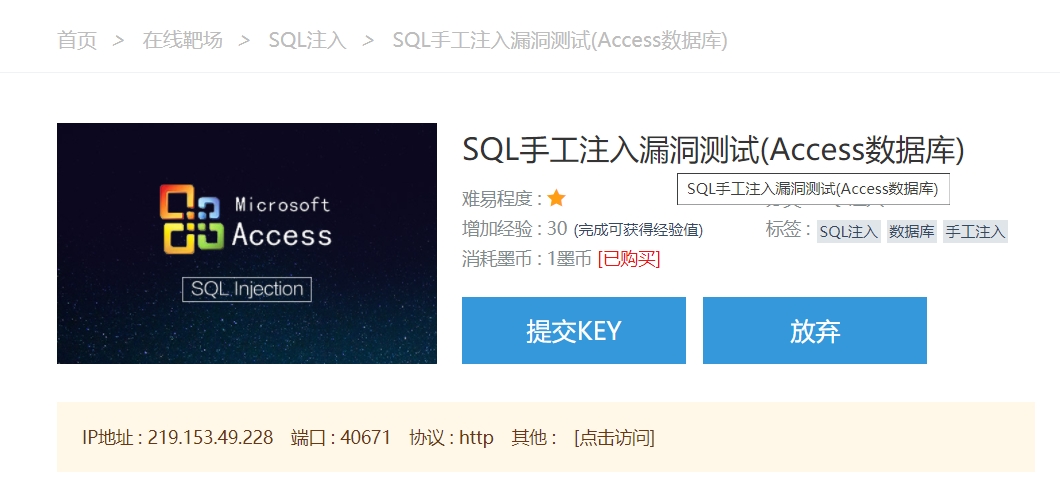 首页 > 在线靶场 > SQL注入 > SQL手工注入漏洞测试(Access数据库)
Microsoft
Access
SQL Injection
SQL手工注入漏洞测试(Access数据库)
SQL手工注入漏洞测试(Access数据库)
难易程度 :
增加经验 : 30 (完成可获得经验值)
标签 : SQL注入 数据库 手工注入
消耗墨币 : 1墨币 [已购买]
提交KEY
放弃
IP地址 : 219.153.49.228 端口 : 40671 协议 : http 其他 : [点击访问]